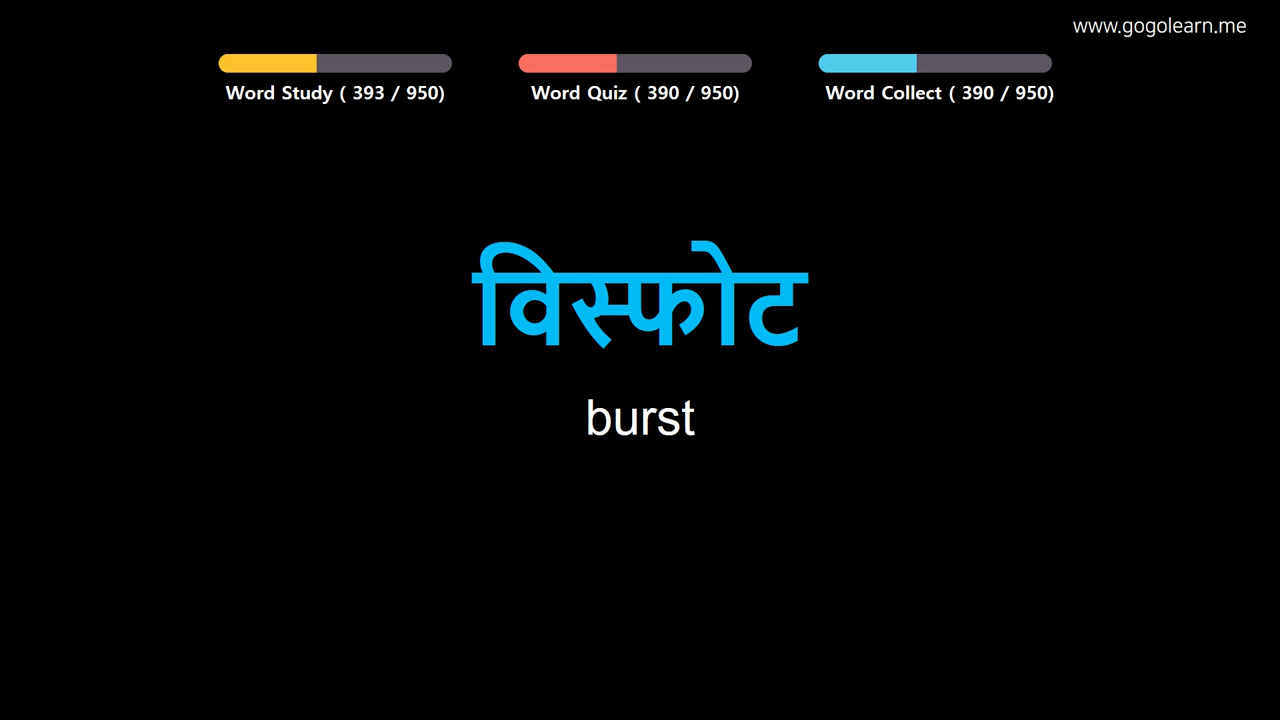 www.gogolearn.me
Word Study ( 393 / 950)
Word Quiz ( 390 / 950)
Word Collect ( 390 / 950)
विस्फोट
burst